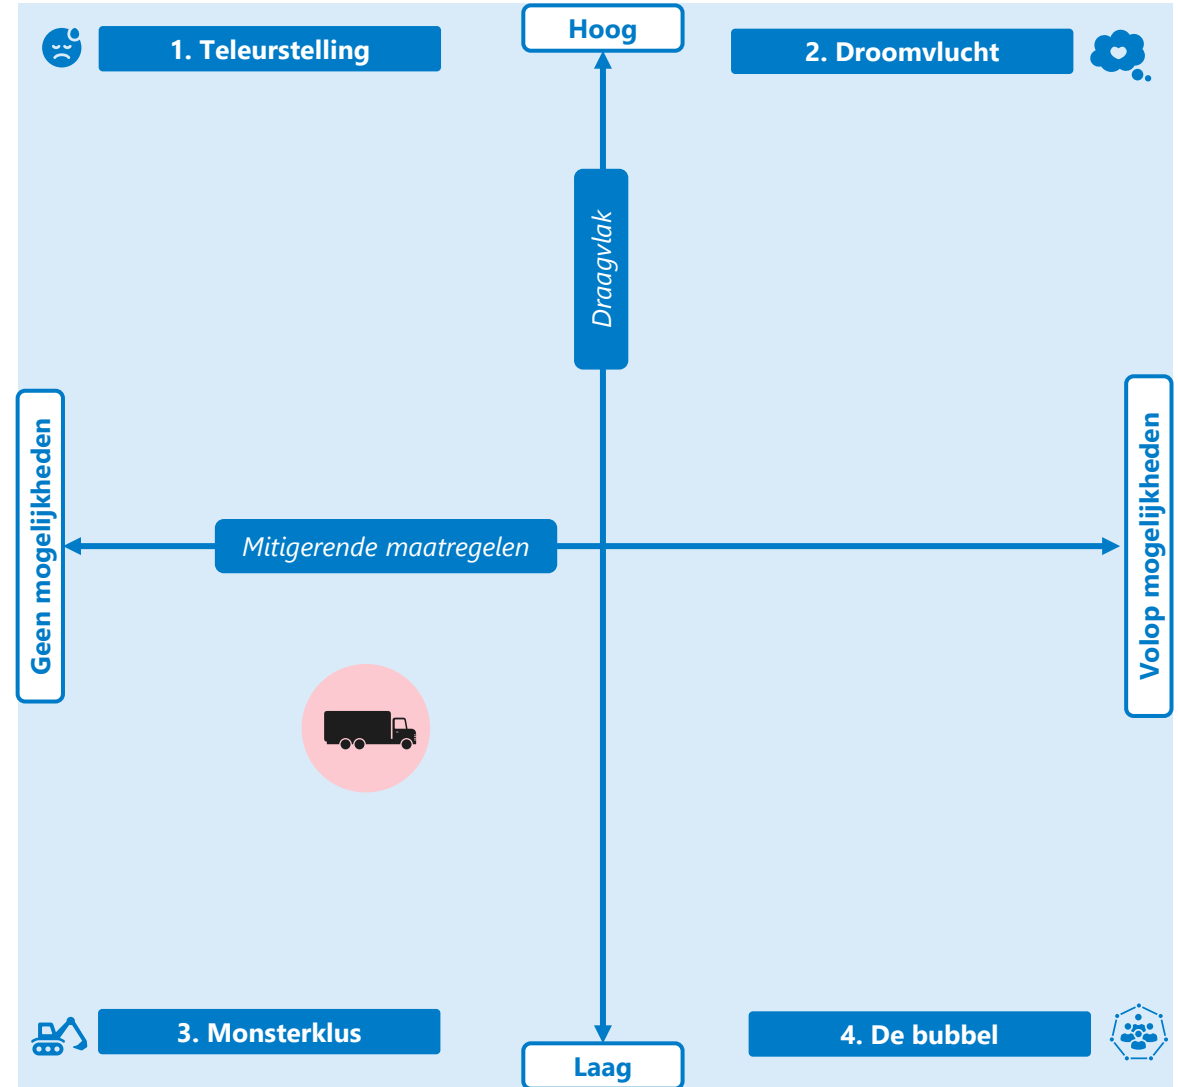 Hoog
1. Teleurstelling
2. Droomvlucht
Draagvlak
Geen mogelijkheden
Mitigerende maatregelen
Volop mogelijkheden
3. Monsterklus
4. De bubbel
Laag